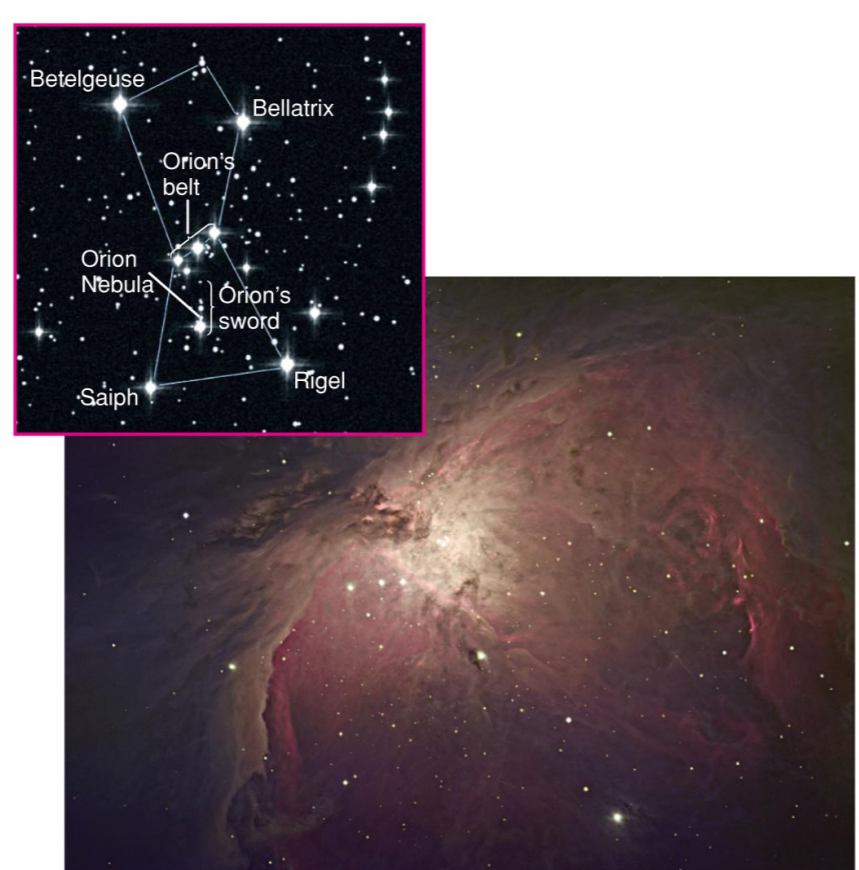 Betelgeuse
Bellatrix
Orion's
belt
Orion
Nebula
Orion's
sword
Rigel
Saiph